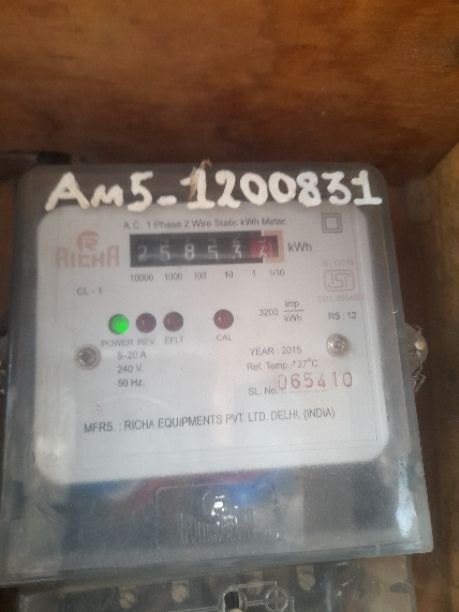 AM5-1200831
A.C. 1 Phase 2 Wire Static kWh Meter
RICHA
25853 kWh
10000 1000 100 10 1 1/10
CL - 1
3200 imp/kWh
RS : 12
POWER REV. EFLT CAL
5-20 A
240 V.
50 Hz.
YEAR : 2015
Ref. Temp. : 27°C
SL. No. 065410
MFRS. : RICHA EQUIPMENTS PVT. LTD. DELHI, (INDIA)